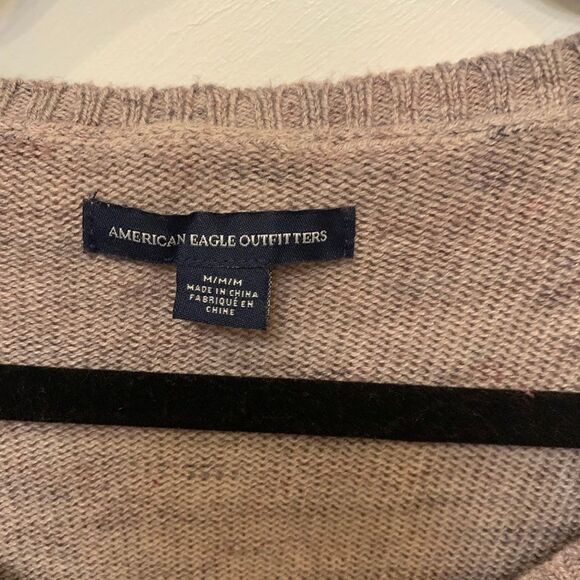 AMERICAN EAGLE OUTFITTERS
M/M/M
MADE IN CHINA
FABRIQUÉ EN
CHINE